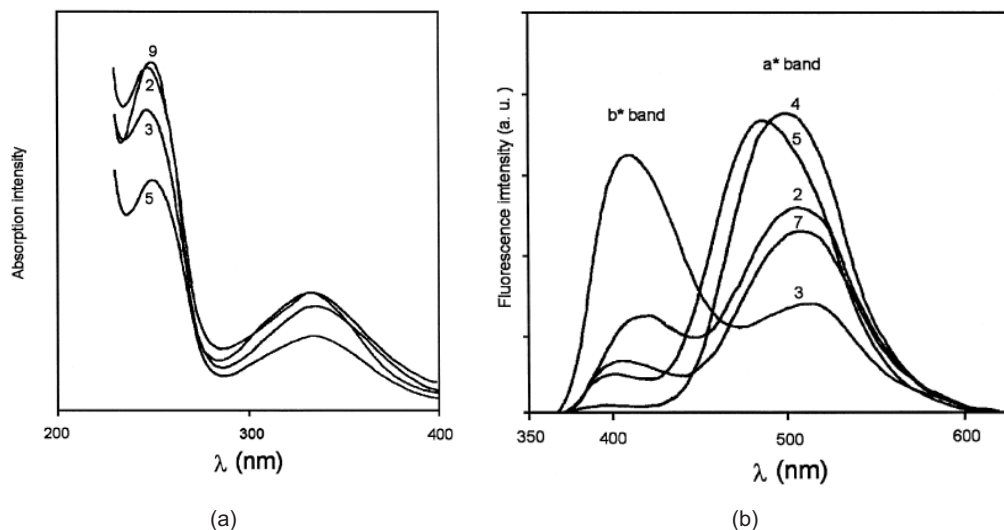 Absorption intensity
9
2
3
5
200
300
400
λ (nm)
(a)
Fluorescence imtensity (a. u.)
b* band
a* band
4
5
2
7
3
350
400
500
600
λ (nm)
(b)